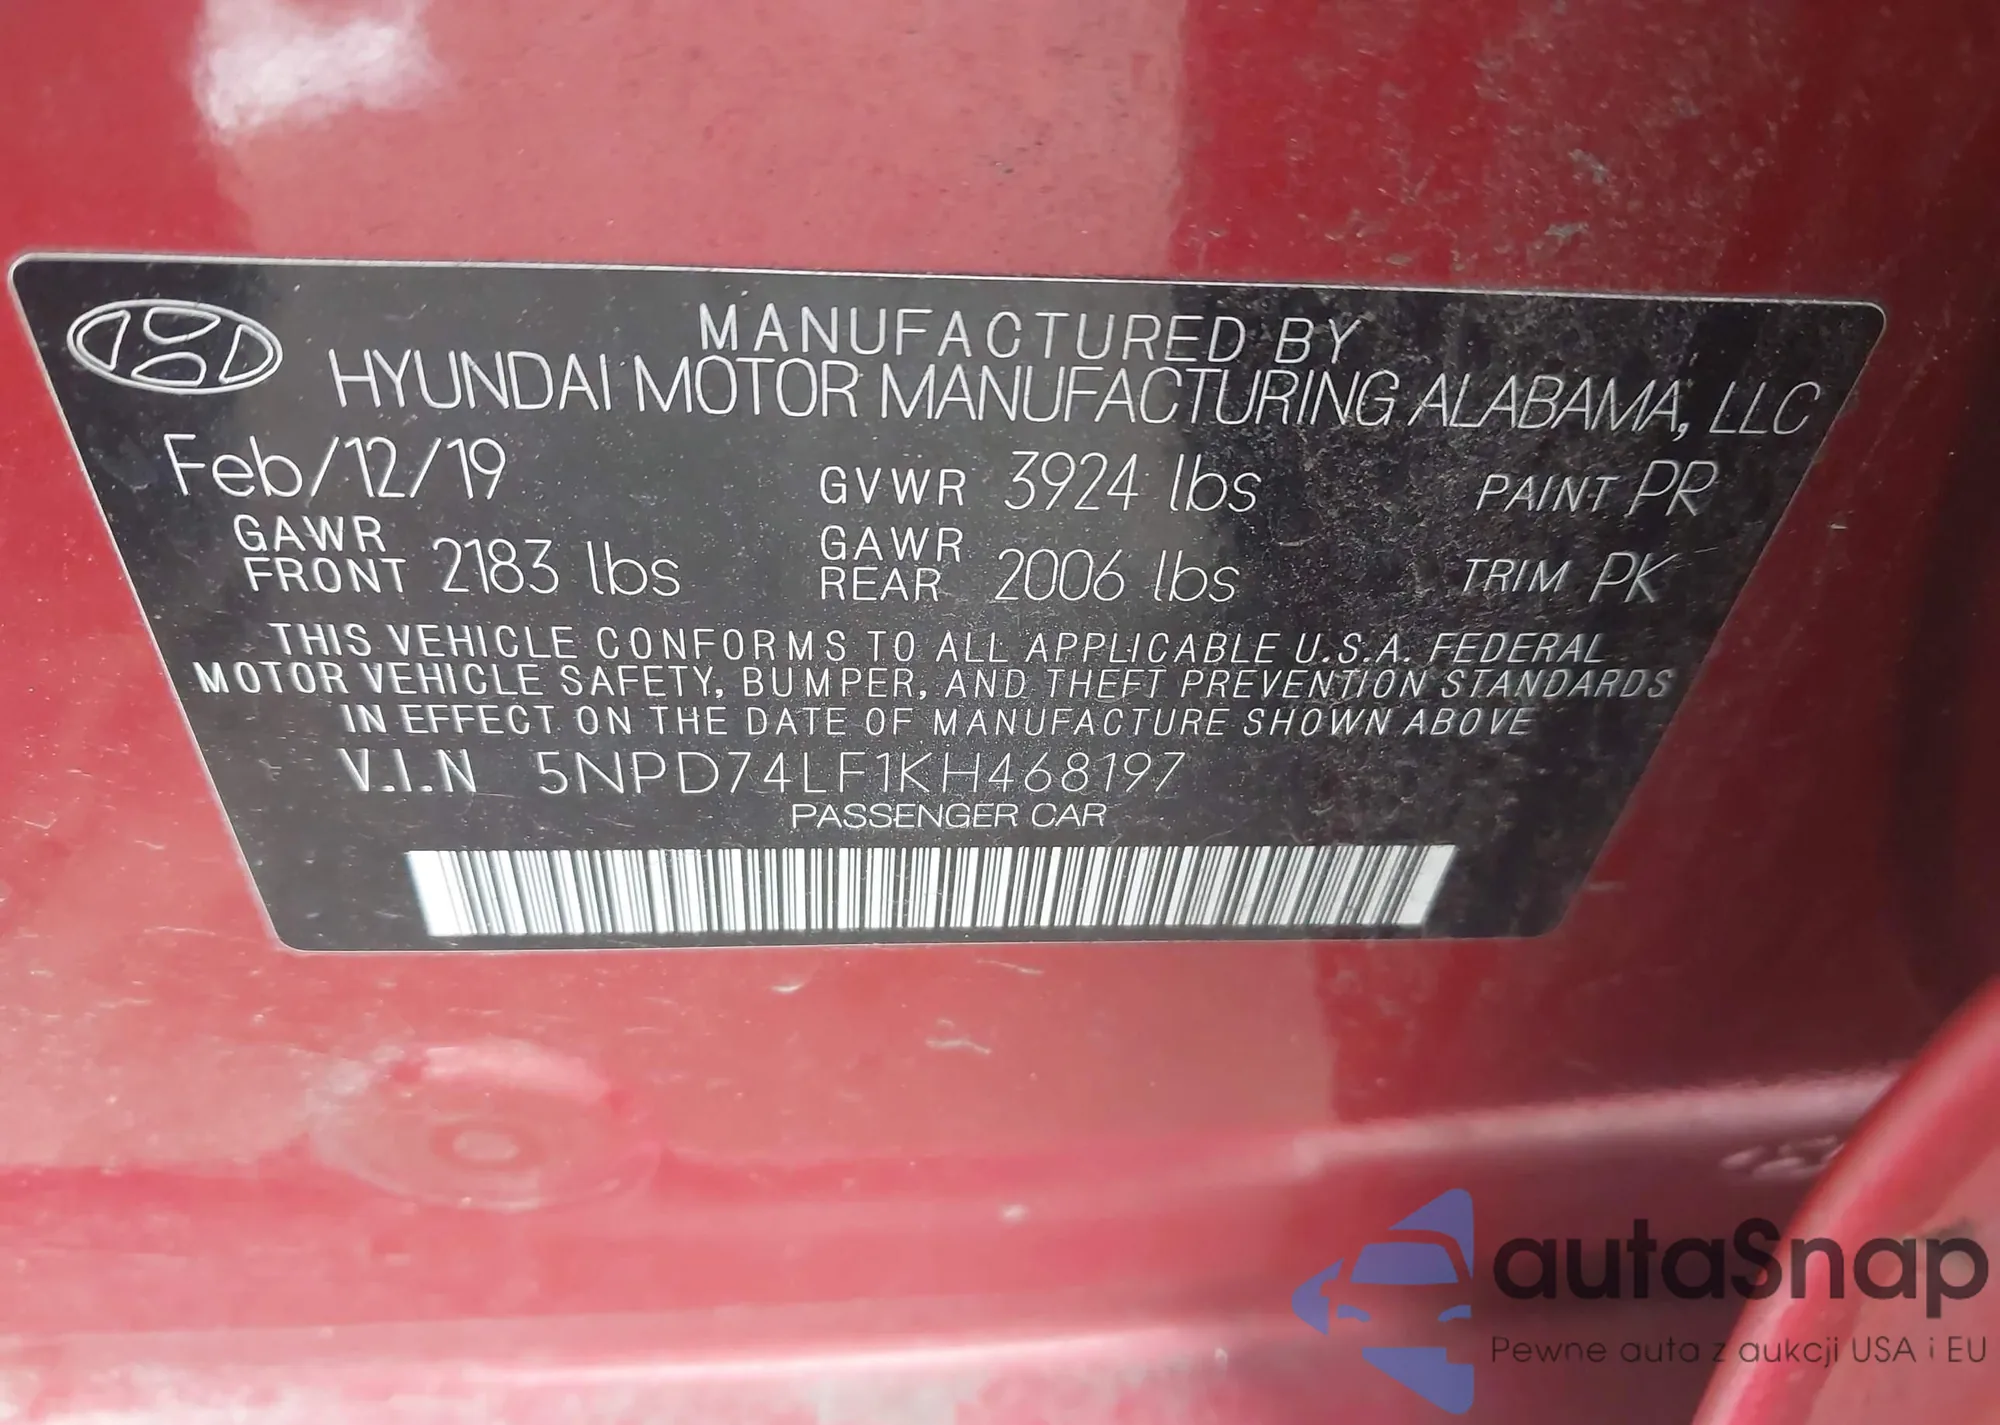 MANUFACTURED BY
HYUNDAI MOTOR MANUFACTURING ALABAMA, LLC
Feb/12/19 GVWR 3924 lbs PAINT PR
GAWR FRONT 2183 lbs GAWR REAR 2006 lbs TRIM PK
THIS VEHICLE CONFORMS TO ALL APPLICABLE U.S.A. FEDERAL
MOTOR VEHICLE SAFETY, BUMPER, AND THEFT PREVENTION STANDARDS
IN EFFECT ON THE DATE OF MANUFACTURE SHOWN ABOVE
V.I.N 5NPD74LF1KH468197
PASSENGER CAR
autaSnap
Pewne auta z aukcji USA i EU